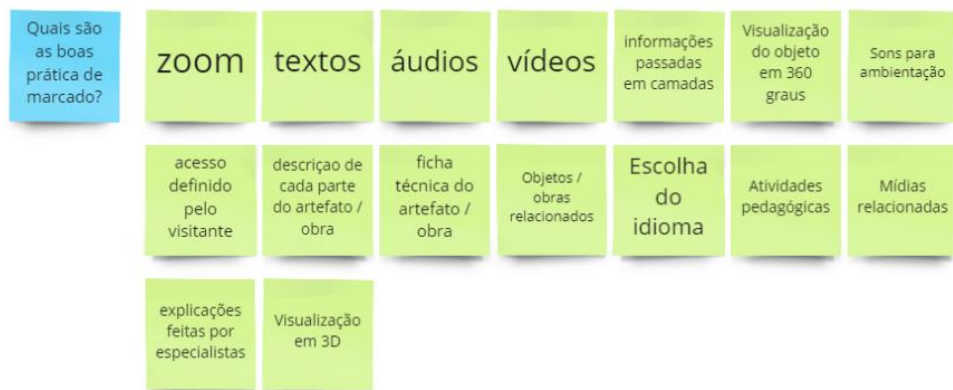 Quais são
as boas
prática de
marcado?
zoom
textos
áudios
vídeos
informações
passadas
em camadas
Visualização
do objeto
em 360
graus
Sons para
ambientação
acesso
definido
pelo
visitante
descriçao de
cada parte
do artefato /
obra
ficha
técnica do
artefato /
obra
Objetos /
obras
relacionados
Escolha
do
idioma
Atividades
pedagógicas
Mídias
relacionadas
explicações
feitas por
especialistas
Visualização
em 3D